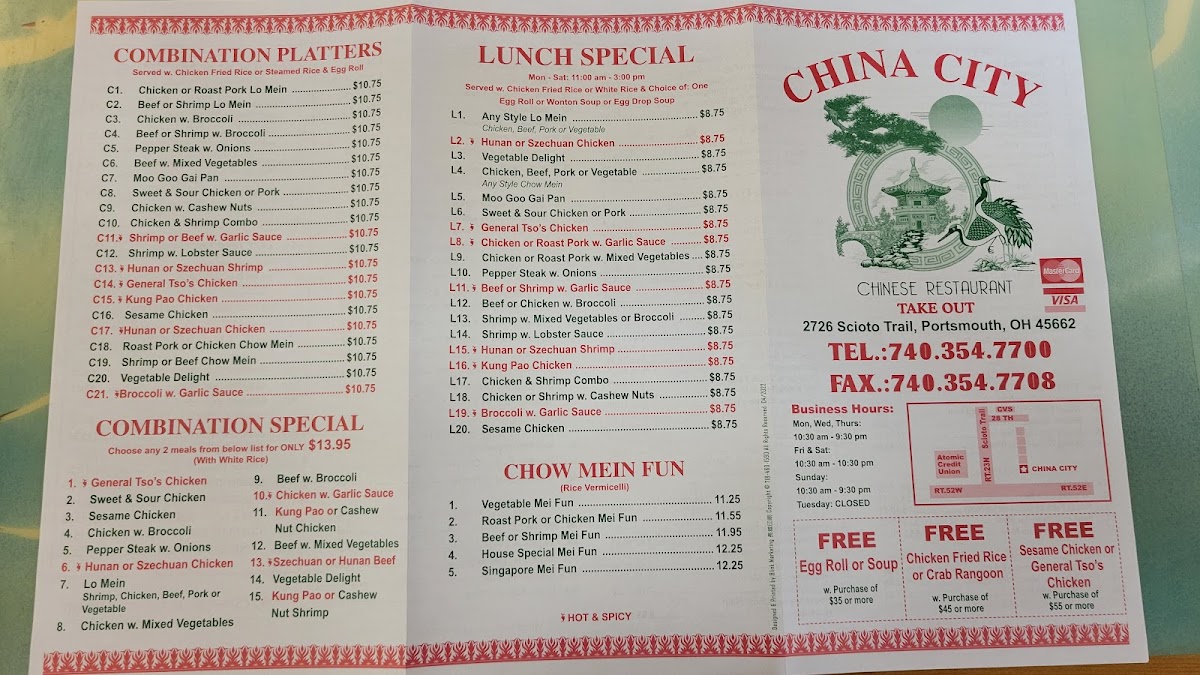 COMBINATION PLATTERS
Served w. Chicken Fried Rice or Steamed Rice & Egg Roll
C1. Chicken or Roast Pork Lo Mein $10.75
C2. Beef or Shrimp Lo Mein $10.75
C3. Chicken w. Broccoli $10.75
C4. Beef or Shrimp w. Broccoli $10.75
C5. Pepper Steak w. Onions $10.75
C6. Beef w. Mixed Vegetables $10.75
C7. Moo Goo Gai Pan $10.75
C8. Sweet & Sour Chicken or Pork $10.75
C9. Chicken w. Cashew Nuts $10.75
C10. Chicken & Shrimp Combo $10.75
C11. Shrimp or Beef w. Garlic Sauce $10.75
C12. Shrimp w. Lobster Sauce $10.75
C13. Hunan or Szechuan Shrimp $10.75
C14. General Tso's Chicken $10.75
C15. Kung Pao Chicken $10.75
C16. Sesame Chicken $10.75
C17. Hunan or Szechuan Chicken $10.75
C18. Roast Pork or Chicken Chow Mein $10.75
C19. Shrimp or Beef Chow Mein $10.75
C20. Vegetable Delight $10.75
C21. Broccoli w. Garlic Sauce $10.75
COMBINATION SPECIAL
Choose any 2 meals from below list for ONLY $13.95
(With White Rice)
1. General Tso's Chicken
2. Sweet & Sour Chicken
3. Sesame Chicken
4. Chicken w. Broccoli
5. Pepper Steak w. Onions
6. Hunan or Szechuan Chicken
7. Lo Mein
Shrimp, Chicken, Beef, Pork or
Vegetable
8. Chicken w. Mixed Vegetables
9. Beef w. Broccoli
10. Chicken w. Garlic Sauce
11. Kung Pao or Cashew
Nut Chicken
12. Beef w. Mixed Vegetables
13. Szechuan or Hunan Beef
14. Vegetable Delight
15. Kung Pao or Cashew
Nut Shrimp
LUNCH SPECIAL
Mon - Sat: 11:00 am - 3:00 pm
Served w. Chicken Fried Rice or White Rice & Choice of: One
Egg Roll or Wonton Soup or Egg Drop Soup
L1. Any Style Lo Mein $8.75
Chicken, Beef, Pork or Vegetable
L2. Hunan or Szechuan Chicken $8.75
L3. Vegetable Delight $8.75
L4. Chicken, Beef, Pork or Vegetable $8.75
Any Style Chow Mein
L5. Moo Goo Gai Pan $8.75
L6. Sweet & Sour Chicken or Pork $8.75
L7. General Tso's Chicken $8.75
L8. Chicken or Roast Pork w. Garlic Sauce $8.75
L9. Chicken or Roast Pork w. Mixed Vegetables $8.75
L10. Pepper Steak w. Onions $8.75
L11. Beef or Shrimp w. Garlic Sauce $8.75
L12. Beef or Chicken w. Broccoli $8.75
L13. Shrimp w. Mixed Vegetables or Broccoli $8.75
L14. Shrimp w. Lobster Sauce $8.75
L15. Hunan or Szechuan Shrimp $8.75
L16. Kung Pao Chicken $8.75
L17. Chicken & Shrimp Combo $8.75
L18. Chicken or Shrimp w. Cashew Nuts $8.75
L19. Broccoli w. Garlic Sauce $8.75
L20. Sesame Chicken $8.75
CHOW MEIN FUN
(Rice Vermicelli)
1. Vegetable Mei Fun 11.25
2. Roast Pork or Chicken Mei Fun 11.55
3. Beef or Shrimp Mei Fun 11.95
4. House Special Mei Fun 12.25
5. Singapore Mei Fun 12.25
HOT & SPICY
CHINA CITY
CHINESE RESTAURANT
TAKE OUT
MasterCard
VISA
2726 Scioto Trail, Portsmouth, OH 45662
TEL.:740.354.7700
FAX.:740.354.7708
Business Hours:
Mon, Wed, Thurs:
10:30 am - 9:30 pm
Fri & Sat:
10:30 am - 10:30 pm
Sunday:
10:30 am - 9:30 pm
Tuesday: CLOSED
CVS
28 TH
Scioto Trail
RT.23N
Atomic
Credit
Union
CHINA CITY
RT.52W
RT.52E
FREE
Egg Roll or Soup
w. Purchase of
$35 or more
FREE
Chicken Fried Rice
or Crab Rangoon
w. Purchase of
$45 or more
FREE
Sesame Chicken or
General Tso's
Chicken
w. Purchase of
$55 or more